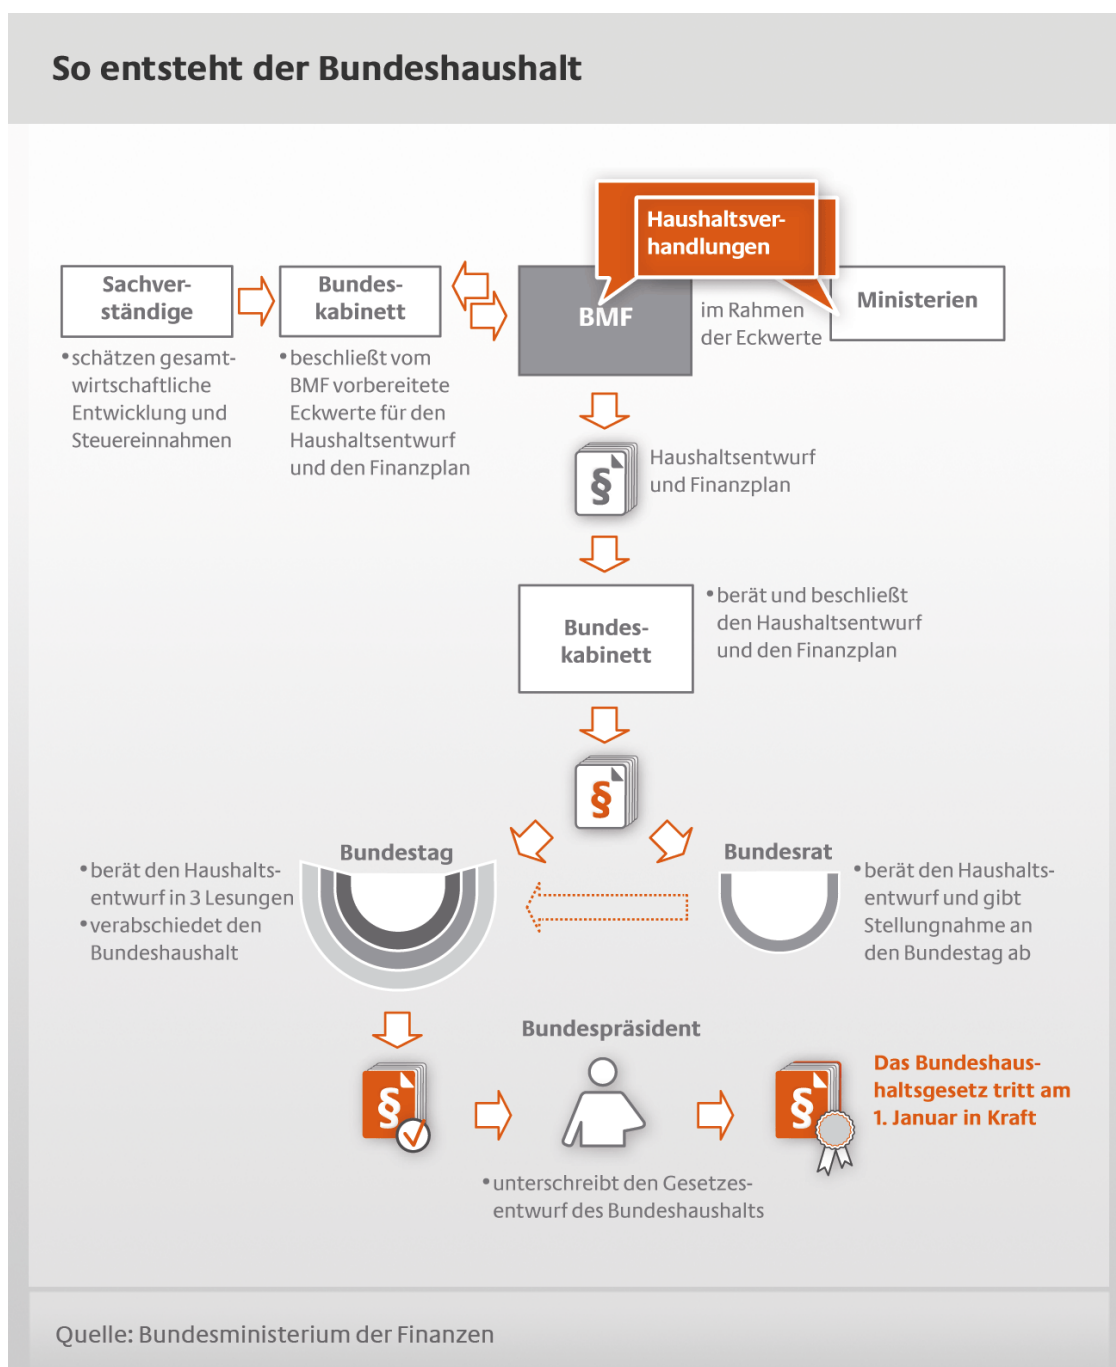 So entsteht der Bundeshaushalt
Haushaltsver-
handlungen
Sachver-
ständige
• schätzen gesamt-
wirtschaftliche
Entwicklung und
Steuereinnahmen
Bundes-
kabinett
• beschließt vom
BMF vorbereitete
Eckwerte für den
Haushaltsentwurf
und den Finanzplan
BMF
im Rahmen
der Eckwerte
Ministerien
§
Haushaltsentwurf
und Finanzplan
Bundes-
kabinett
• berät und beschließt
den Haushaltsentwurf
und den Finanzplan
§
Bundestag
• berät den Haushalts-
entwurf in 3 Lesungen
• verabschiedet den
Bundeshaushalt
Bundesrat
• berät den Haushalts-
entwurf und gibt
Stellungnahme an
den Bundestag ab
§
Bundespräsident
• unterschreibt den Gesetzes-
entwurf des Bundeshaushalts
§
Das Bundeshaus-
haltsgesetz tritt am
1. Januar in Kraft
Quelle: Bundesministerium der Finanzen